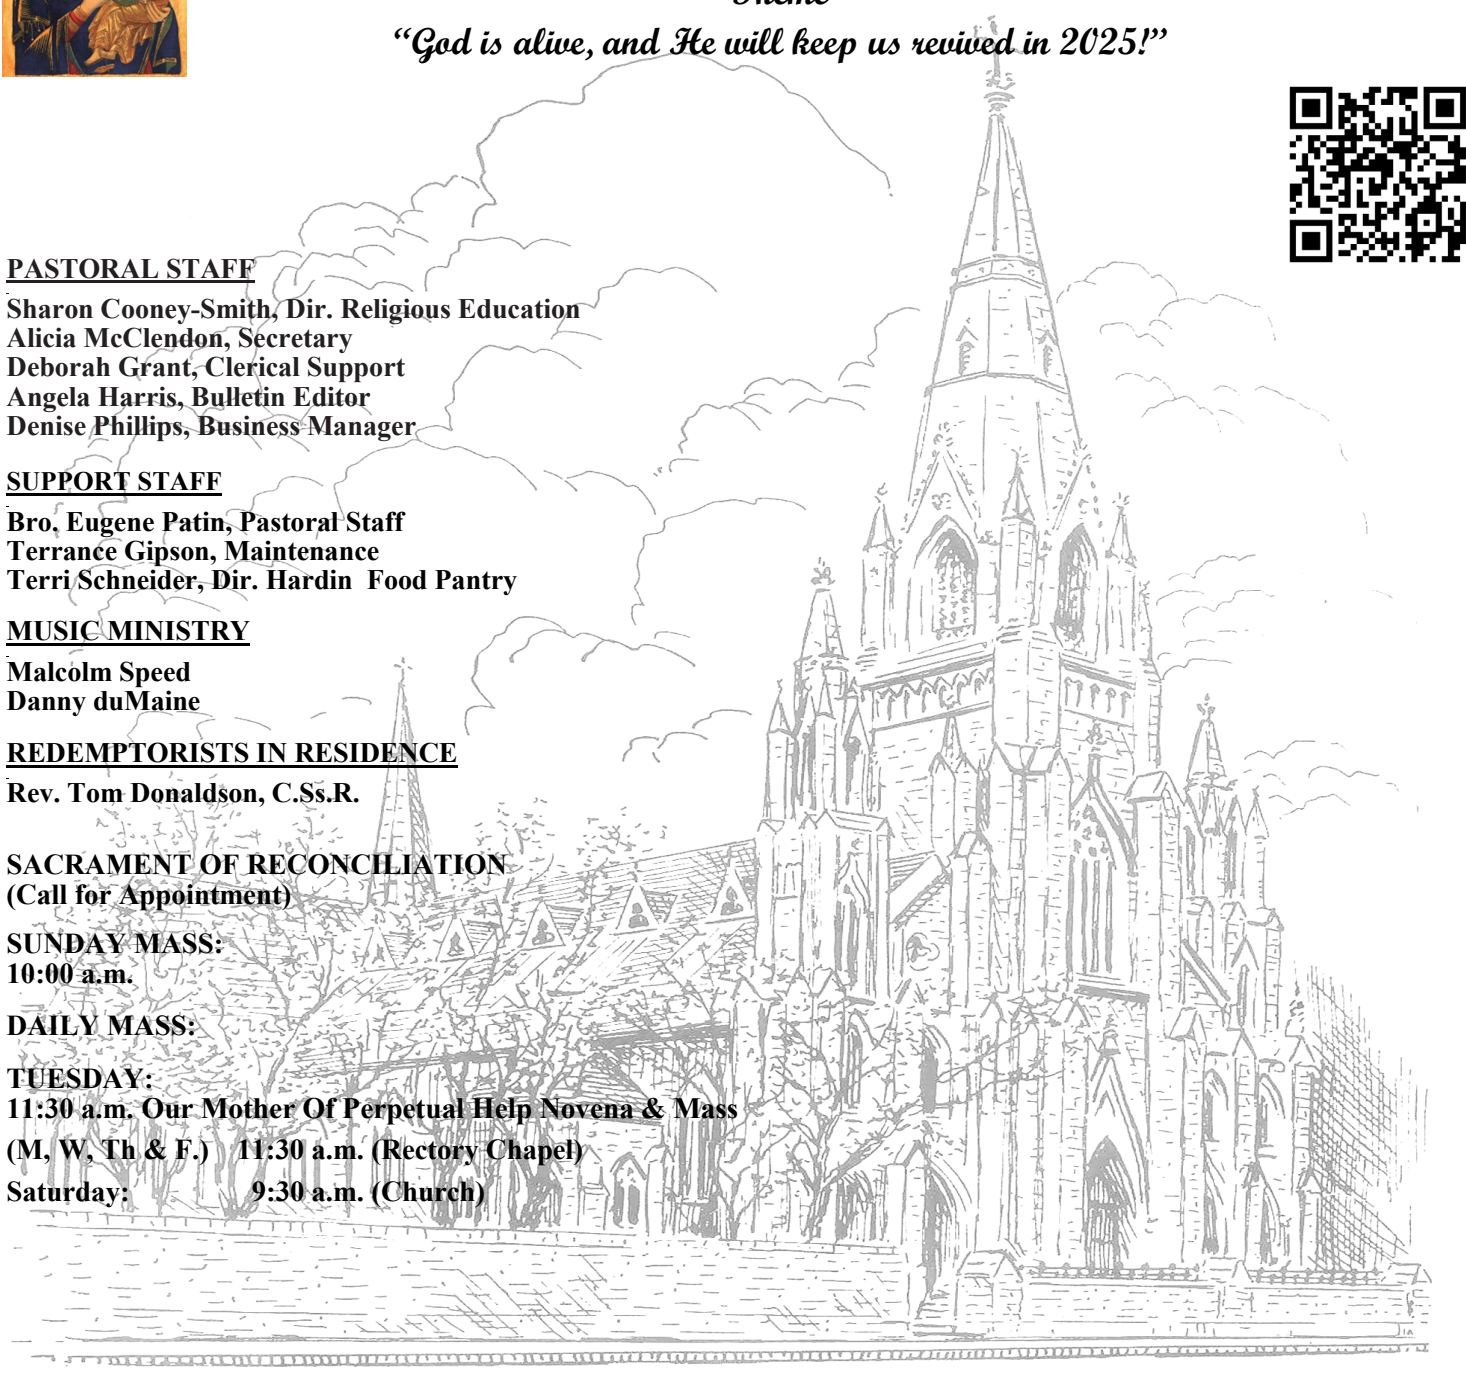 Theme
“God is alive, and He will keep us revived in 2025!”
PASTORAL STAFF
Sharon Cooney-Smith, Dir. Religious Education
Alicia McClendon, Secretary
Deborah Grant, Clerical Support
Angela Harris, Bulletin Editor
Denise Phillips, Business Manager
SUPPORT STAFF
Bro. Eugene Patin, Pastoral Staff
Terrance Gipson, Maintenance
Terri Schneider, Dir. Hardin  Food Pantry
MUSIC MINISTRY
Malcolm Speed
Danny duMaine
REDEMPTORISTS IN RESIDENCE
Rev. Tom Donaldson, C.Ss.R.
SACRAMENT OF RECONCILIATION
(Call for Appointment)
SUNDAY MASS:
10:00 a.m.
DAILY MASS:
TUESDAY:
11:30 a.m. Our Mother Of Perpetual Help Novena & Mass
(M, W, Th & F.) 11:30 a.m. (Rectory Chapel)
Saturday: 9:30 a.m. (Church)